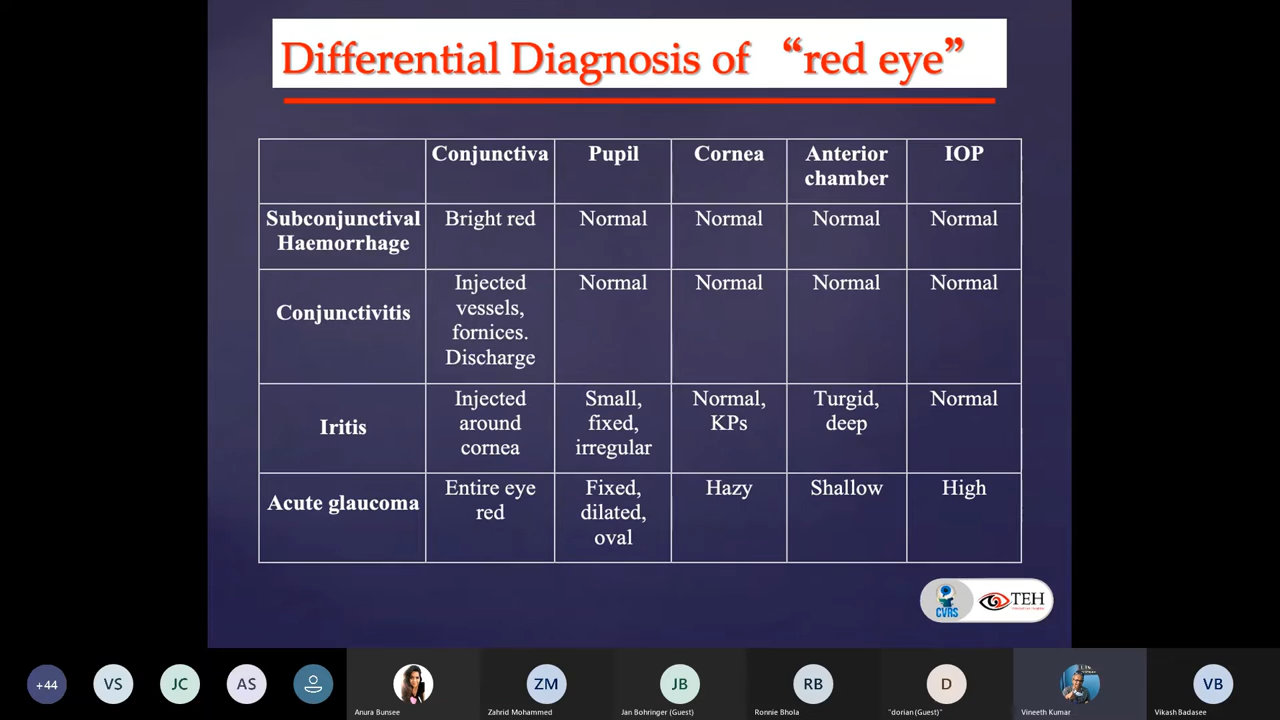 Differential Diagnosis of “red eye”
Conjunctiva
Pupil
Cornea
Anterior
chamber
IOP
Subconjunctival
Haemorrhage
Bright red
Normal
Normal
Normal
Normal
Conjunctivitis
Injected
vessels,
fornices.
Discharge
Normal
Normal
Normal
Normal
Iritis
Injected
around
cornea
Small,
fixed,
irregular
Normal,
KPs
Turgid,
deep
Normal
Acute glaucoma
Entire eye
red
Fixed,
dilated,
oval
Hazy
Shallow
High
CVRS
TEH
+44
VS
JC
AS
Anura Bunsee
ZM
Zahrid Mohammed
JB
Jan Bohringer (Guest)
RB
Ronnie Bhola
D
"dorian (Guest)"
Vineeth Kumar
VB
Vikash Badasee